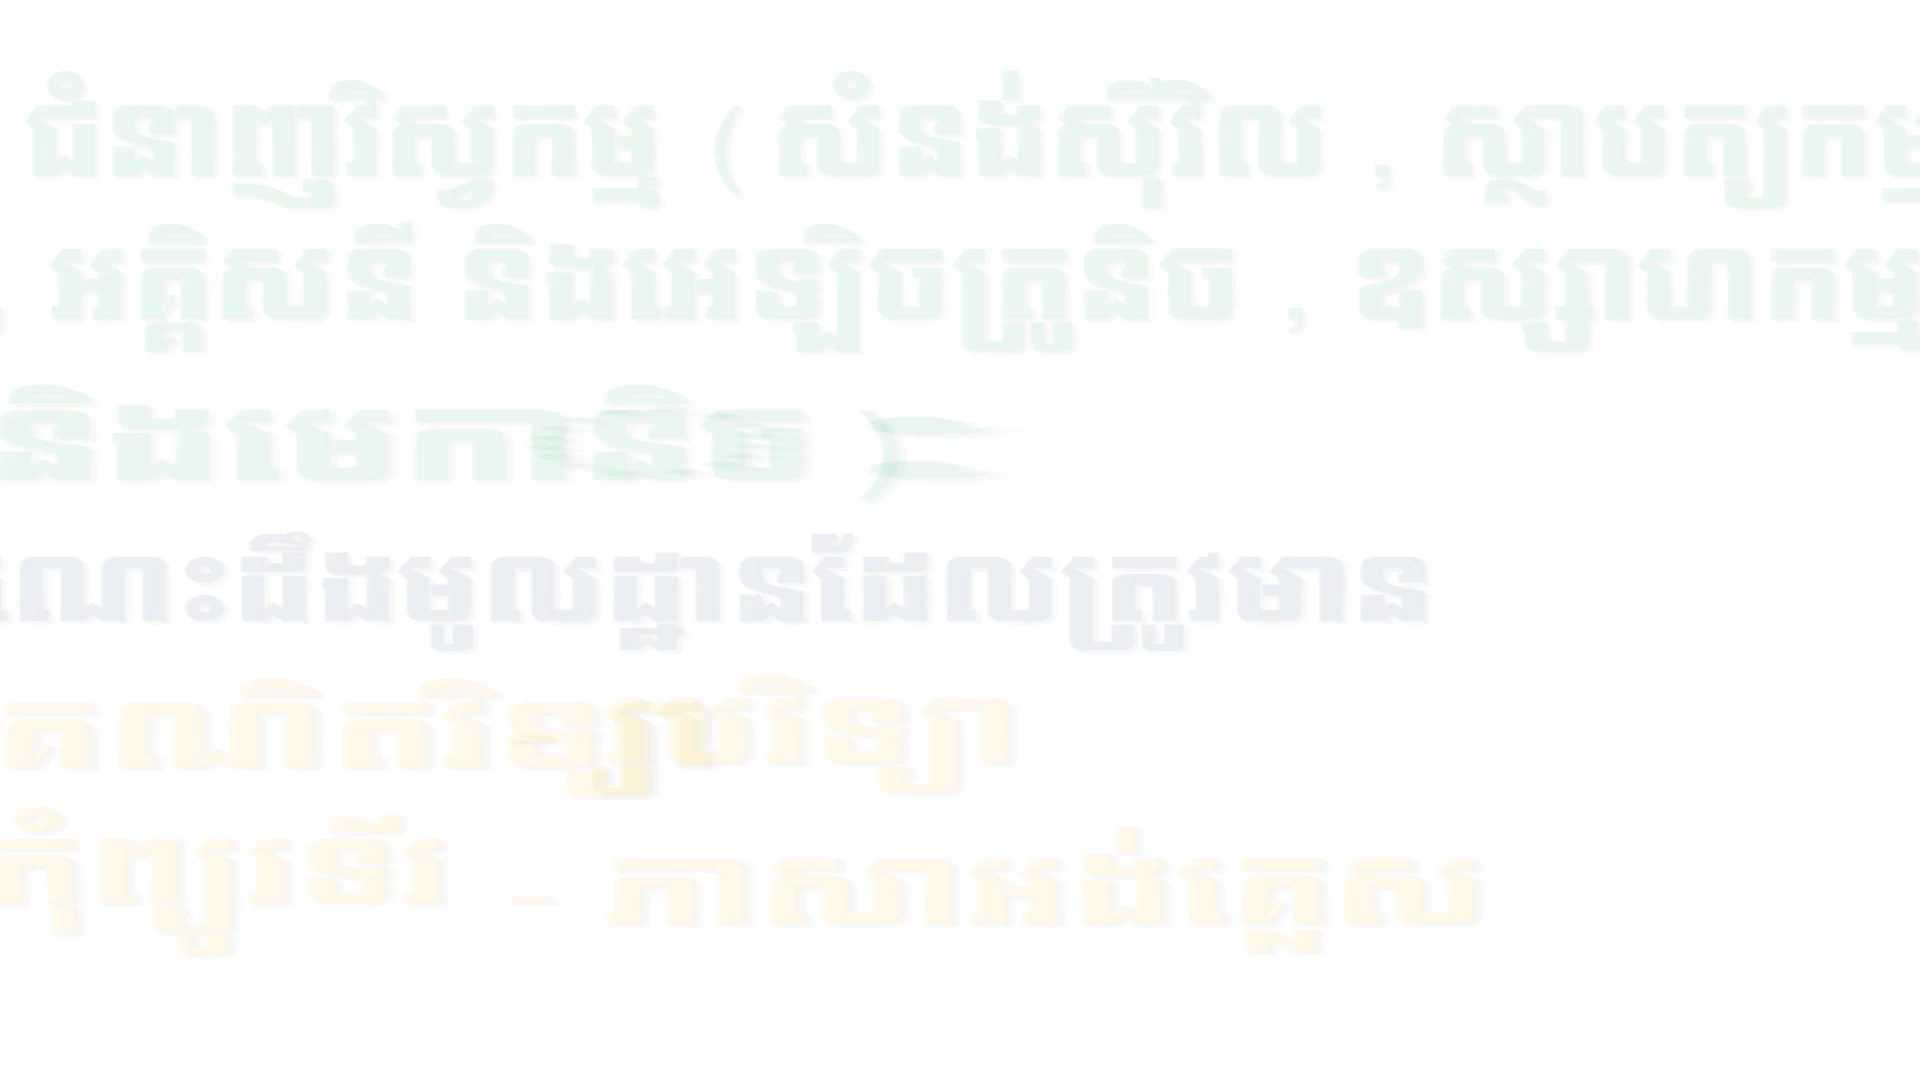 ជំនាញវិស្វកម្ម ( សំនង់ស៊ីវិល , ស្ថាបត្យកម្ម
, អគ្គិសនី និងអេឡិចត្រូនិច , ឧស្សាហកម្ម
និងមេកានិច )
ណេះដឹងមូលដ្ឋានដែលត្រូវមាន
គណិតវិទ្យា
កុំព្យូរទ័រ - ភាសាអង់គ្លេស